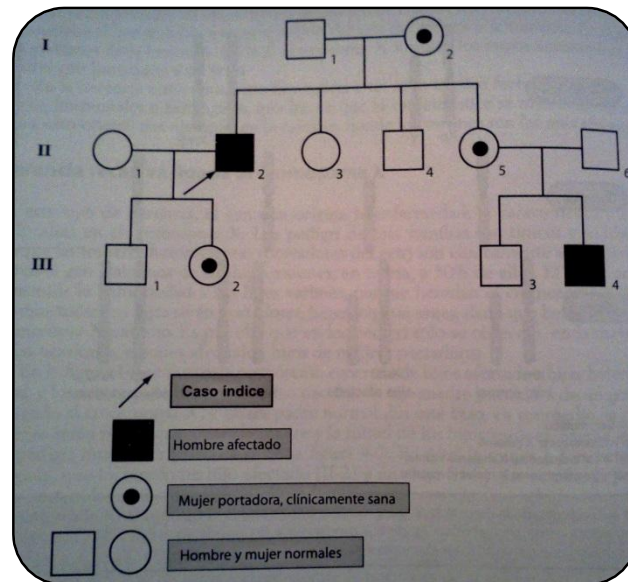 I
1
2
II
1
2
3
4
5
6
III
1
2
3
4
Caso índice
Hombre afectado
Mujer portadora, clínicamente sana
Hombre y mujer normales